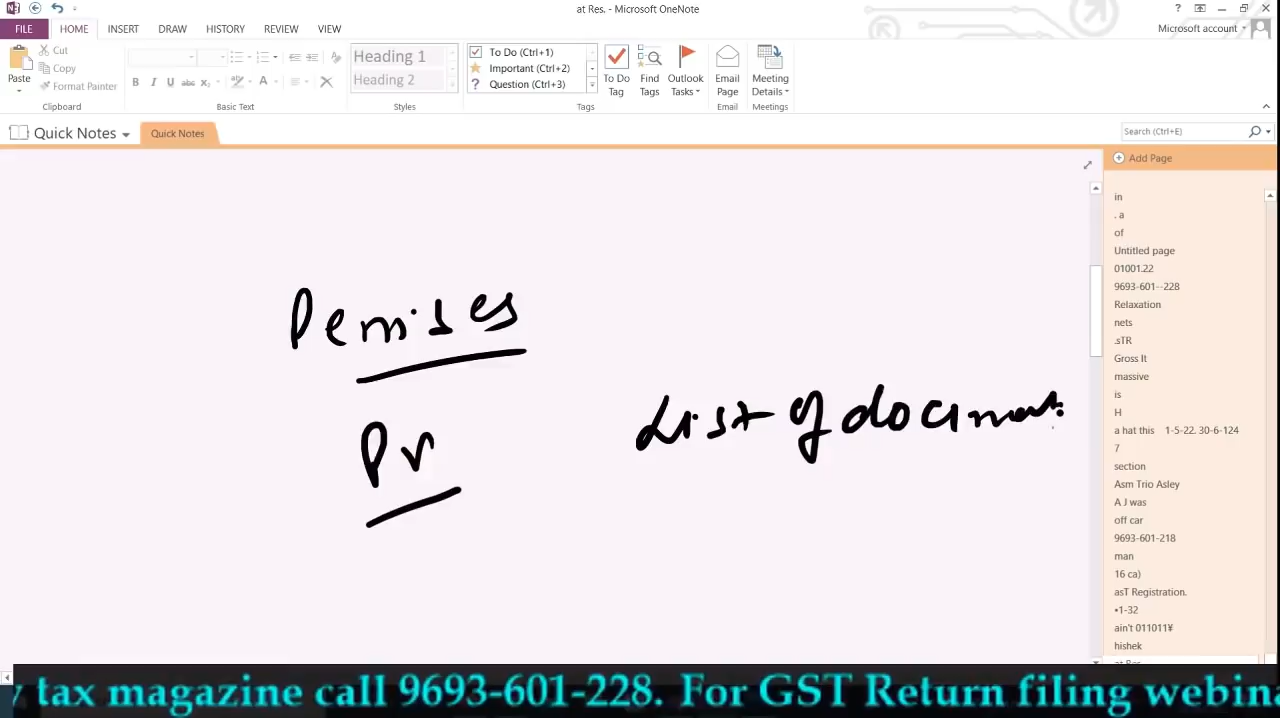 at Res. - Microsoft OneNote
FILE HOME INSERT DRAW HISTORY REVIEW VIEW
Microsoft account
Paste
Cut
Copy
Format Painter
Clipboard
B I U abc
Basic Text
Heading 1
Heading 2
Styles
To Do (Ctrl+1)
Important (Ctrl+2)
Question (Ctrl+3)
Tags
To Do Tag
Find Tags
Outlook Tasks
Email Page
Email
Meeting Details
Meetings
Quick Notes
Quick Notes
Search (Ctrl+E)
Add Page
in
. a
of
Untitled page
01001.22
9693-601--228
Relaxation
nets
.sTR
Gross It
massive
is
H
a hat this 1-5-22. 30-6-124
7
section
Asm Trio Asley
A J was
off car
9693-601-218
man
16 ca)
asT Registration.
•1-32
ain't 011011¥
hishek
at Res.
Pemises
Pr
List of
y tax magazine call 9693-601-228. For GST Return filing webina